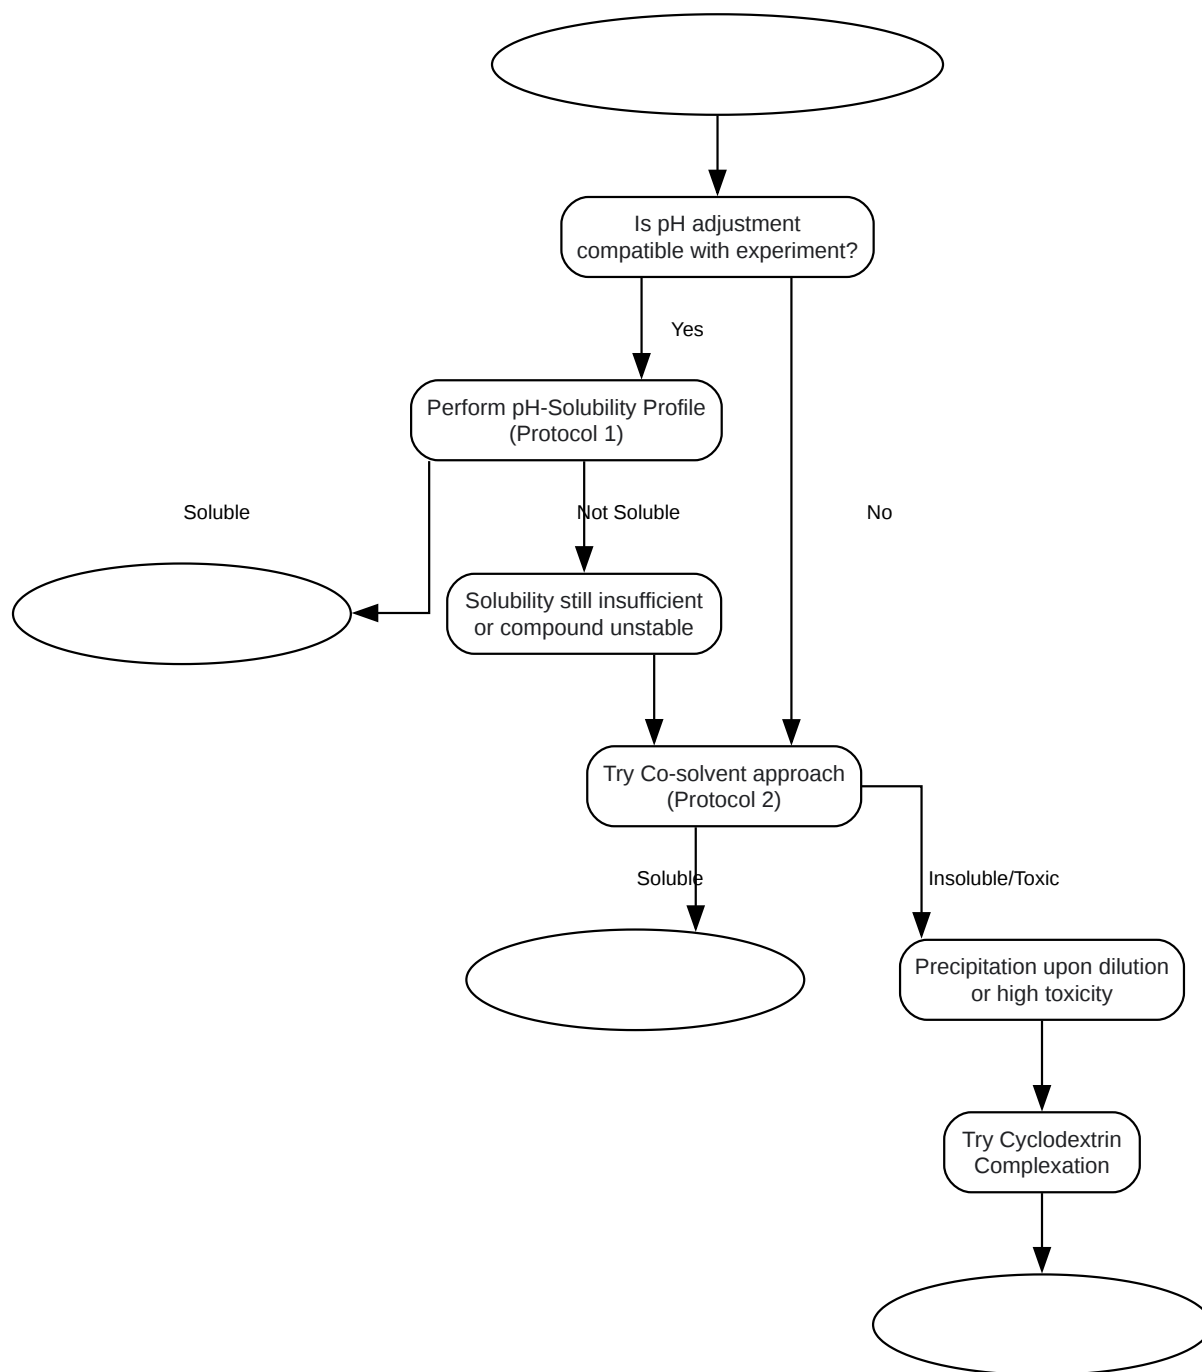 Is pH adjustment
compatible with experiment?
Yes
Perform pH-Solubility Profile
(Protocol 1)
Soluble
Not Soluble
No
Solubility still insufficient
or compound unstable
Try Co-solvent approach
(Protocol 2)
Soluble
Insoluble/Toxic
Precipitation upon dilution
or high toxicity
Try Cyclodextrin
Complexation